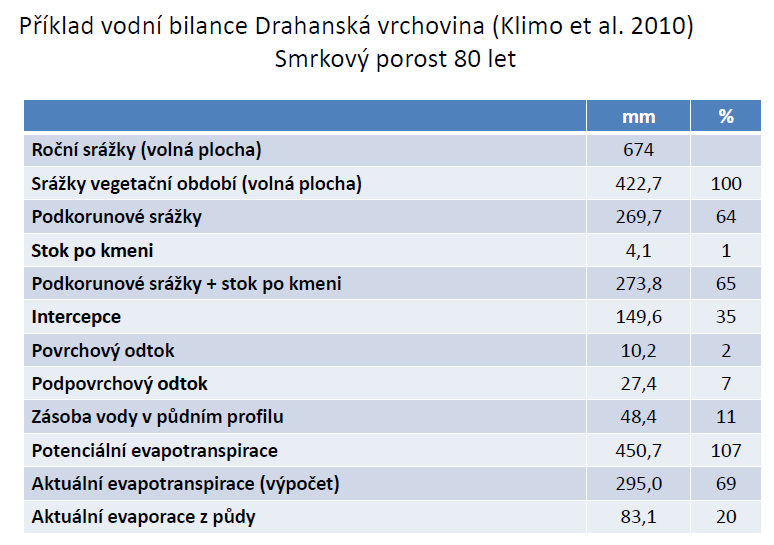 Příklad vodní bilance Drahanská vrchovina (Klimo et al. 2010)
Smrkový porost 80 let
mm %
Roční srážky (volná plocha) 674
Srážky vegetační období (volná plocha) 422,7 100
Podkorunové srážky 269,7 64
Stok po kmeni 4,1 1
Podkorunové srážky + stok po kmeni 273,8 65
Intercepce 149,6 35
Povrchový odtok 10,2 2
Podpovrchový odtok 27,4 7
Zásoba vody v půdním profilu 48,4 11
Potenciální evapotranspirace 450,7 107
Aktuální evapotranspirace (výpočet) 295,0 69
Aktuální evaporace z půdy 83,1 20